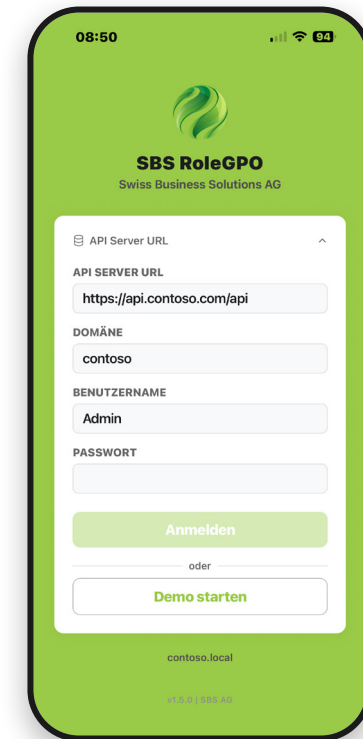 08:50
94
SBS RoleGPO
Swiss Business Solutions AG
API Server URL
API SERVER URL
https://api.contoso.com/api
DOMÄNE
contoso
BENUTZERNAME
Admin
PASSWORT
Anmelden
oder
Demo starten
contoso.local
v1.5.0 | SBS AG